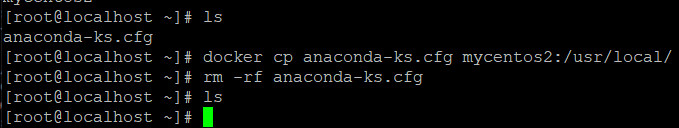 mycentos2
[root@localhost ~]# ls
anaconda-ks.cfg
[root@localhost ~]# docker cp anaconda-ks.cfg mycentos2:/usr/local/
[root@localhost ~]# rm -rf anaconda-ks.cfg
[root@localhost ~]# ls
[root@localhost ~]#